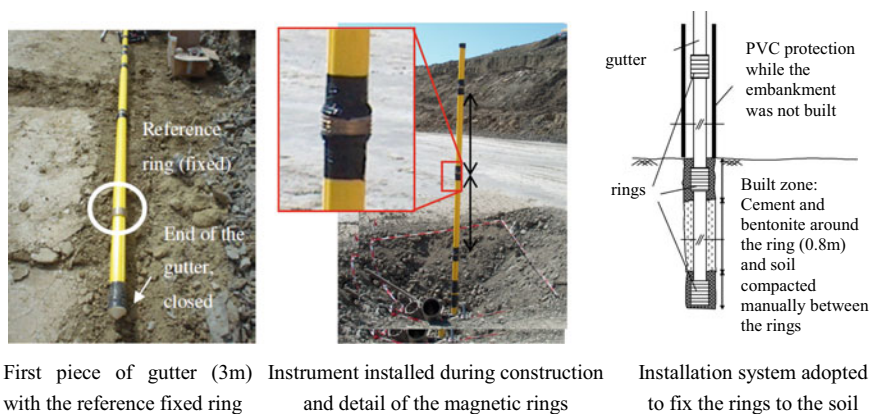 Reference
ring (fixed)
End of the
gutter,
closed
gutter
PVC protection
while the
embankment
was not built
rings
Built zone:
Cement and
bentonite around
the ring (0.8m)
and soil
compacted
manually between
the rings
First piece of gutter (3m)
with the reference fixed ring
Instrument installed during construction
and detail of the magnetic rings
Installation system adopted
to fix the rings to the soil